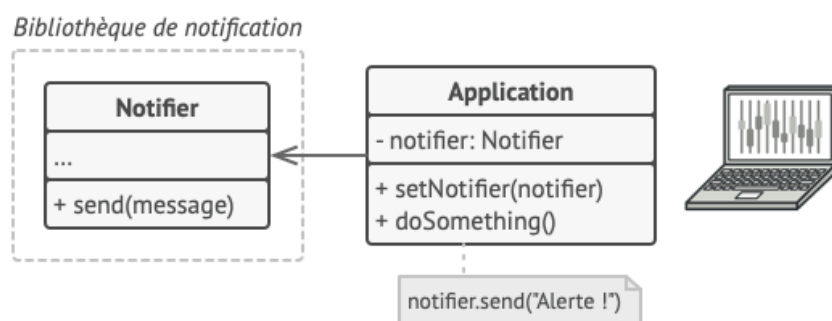 Bibliothèque de notification
Notifier
...
+ send(message)
Application
- notifier: Notifier
+ setNotifier(notifier)
+ doSomething()
notifier.send("Alerte !")